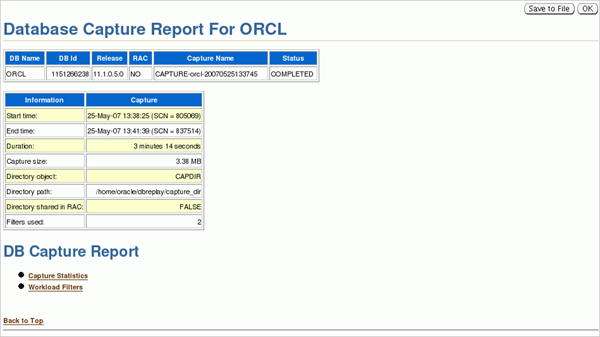 Save to File OK
Database Capture Report For ORCL
DB Name DB Id Release RAC Capture Name Status
ORCL 1151266238 11.1.0.5.0 NO CAPTURE-orcl-20070525133745 COMPLETED
Information Capture
Start time: 25-May-07 13:38:25 (SCN = 805069)
End time: 25-May-07 13:41:39 (SCN = 837514)
Duration: 3 minutes 14 seconds
Capture size: 3.38 MB
Directory object: CAPDIR
Directory path: /home/oracle/dbreplay/capture_dir
Directory shared in RAC: FALSE
Filters used: 2
DB Capture Report
Capture Statistics
Workload Filters
Back to Top